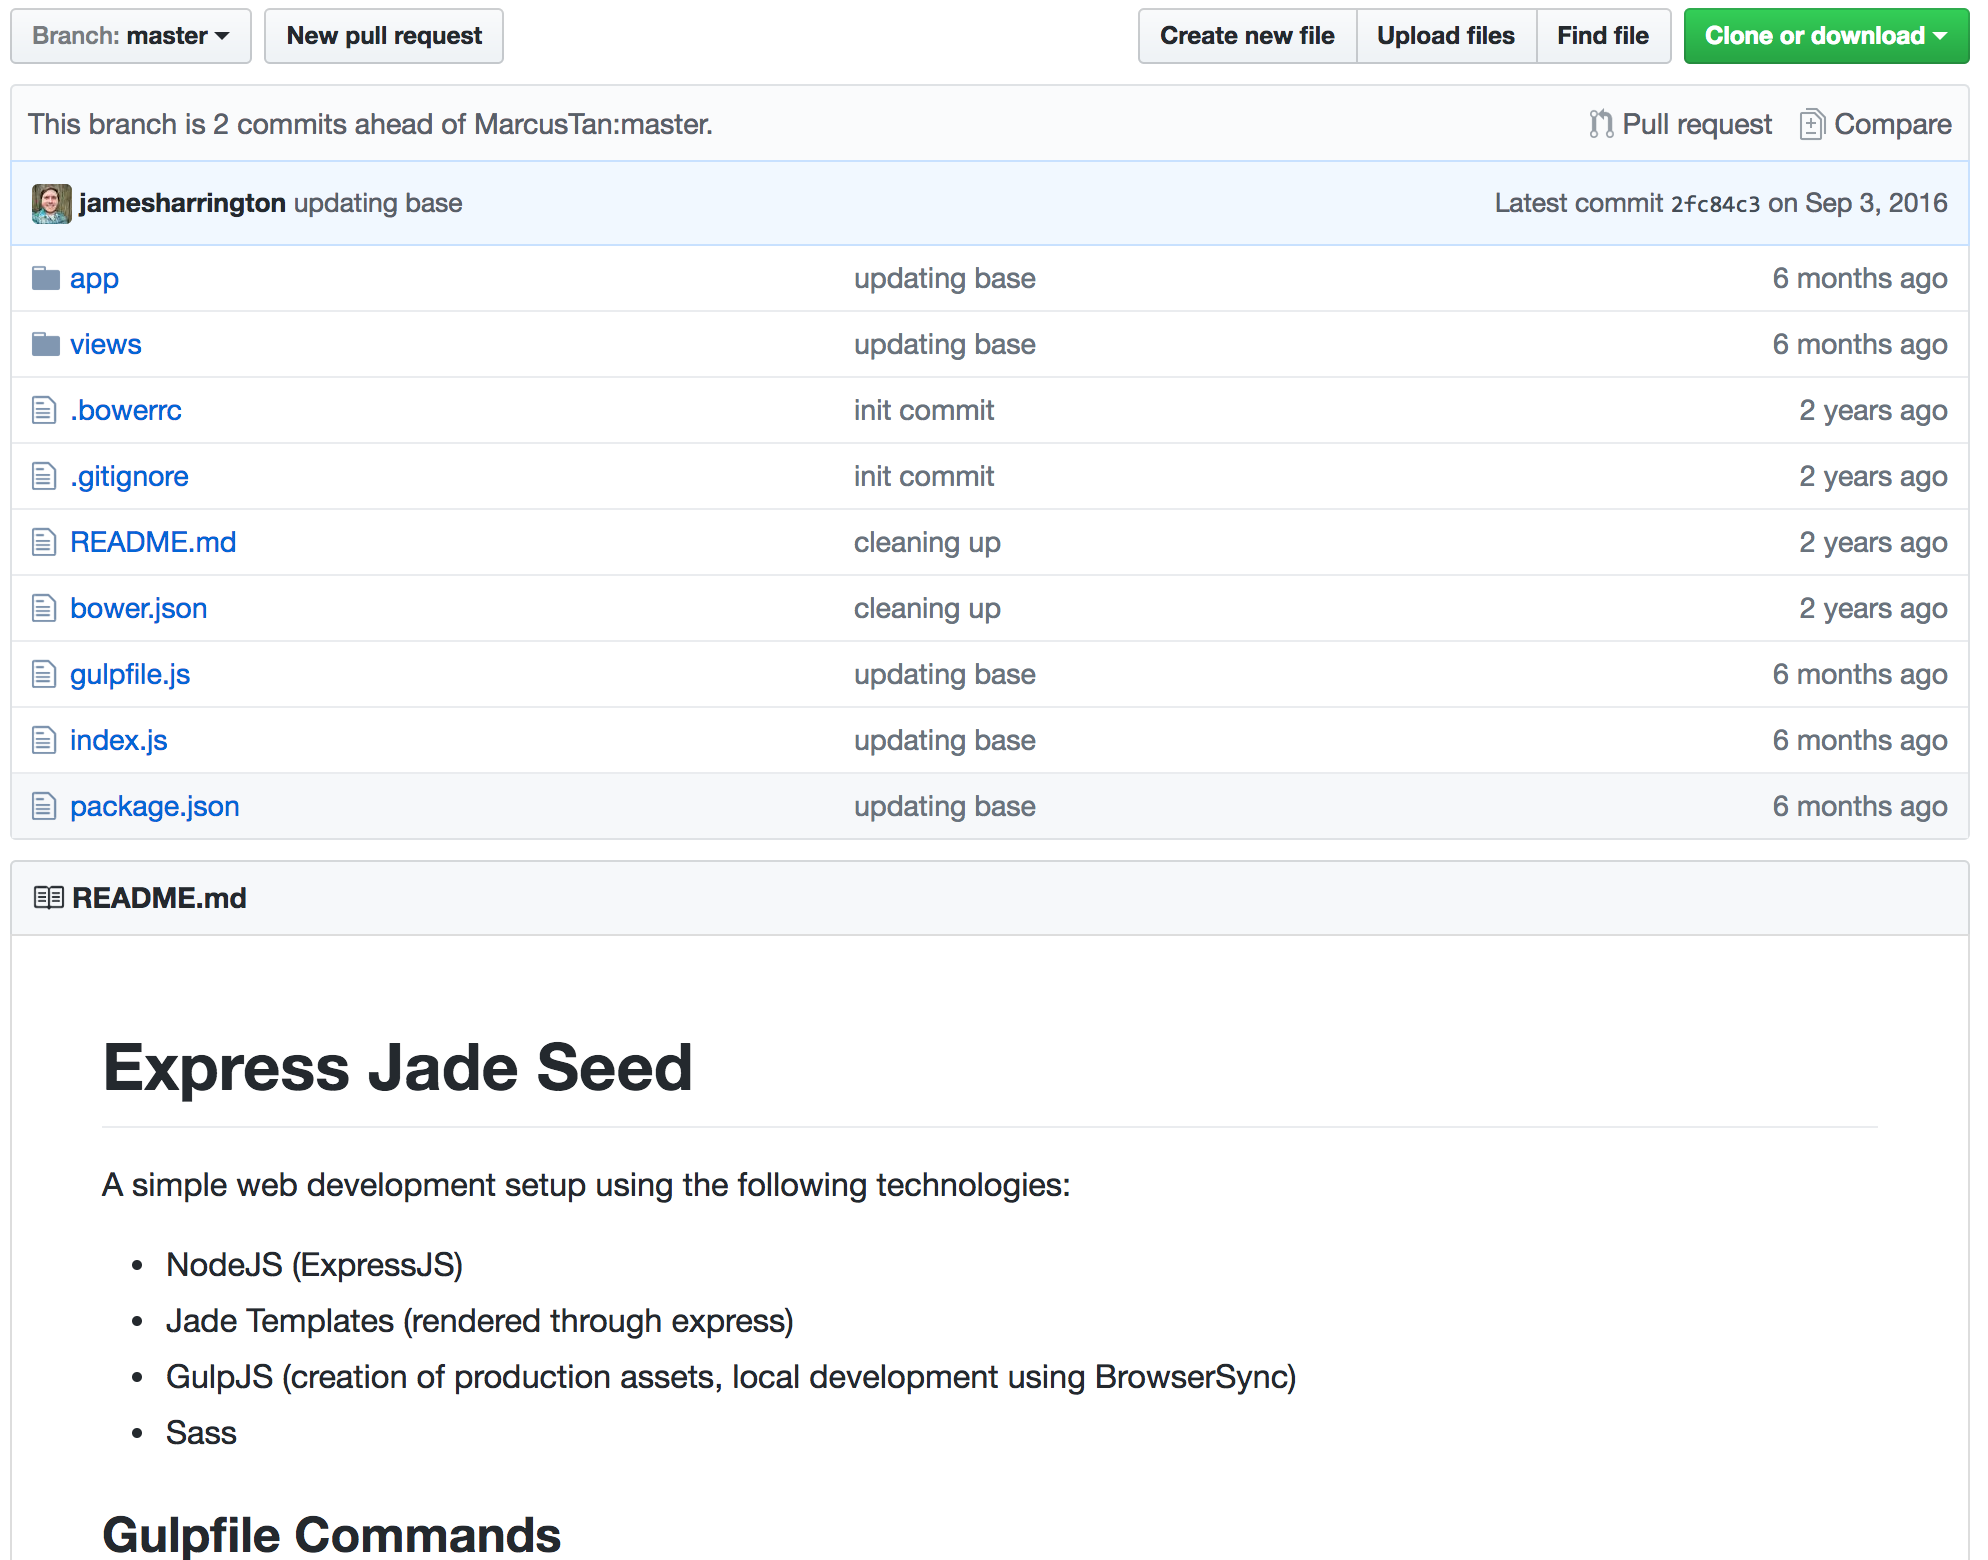 Branch: master New pull request Create new file Upload files Find file Clone or download
This branch is 2 commits ahead of MarcusTan:master. Pull request Compare
jamesharrington updating base Latest commit 2fc84c3 on Sep 3, 2016
app updating base 6 months ago
views updating base 6 months ago
.bowerrc init commit 2 years ago
.gitignore init commit 2 years ago
README.md cleaning up 2 years ago
bower.json cleaning up 2 years ago
gulpfile.js updating base 6 months ago
index.js updating base 6 months ago
package.json updating base 6 months ago
README.md
Express Jade Seed
A simple web development setup using the following technologies:
• NodeJS (ExpressJS)
• Jade Templates (rendered through express)
• GulpJS (creation of production assets, local development using BrowserSync)
• Sass
Gulpfile Commands